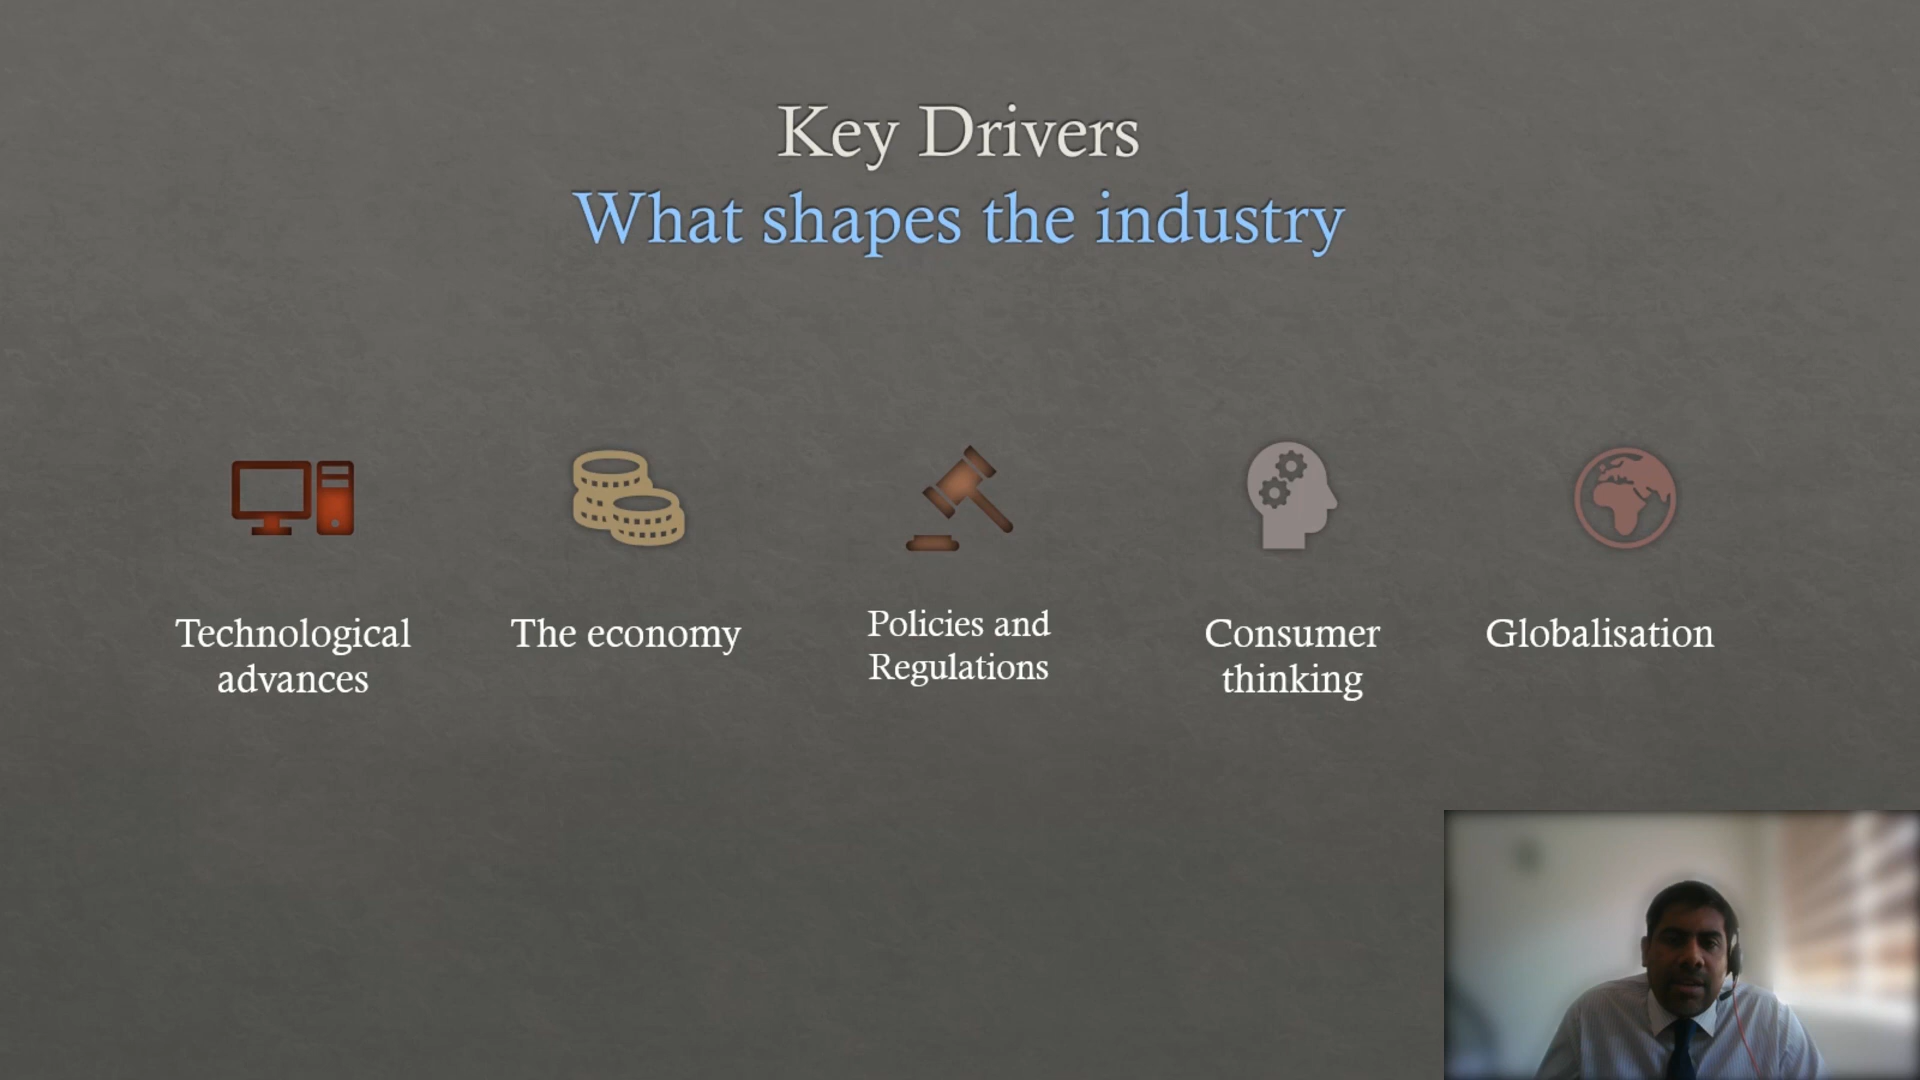 Key Drivers
What shapes the industry
Technological
advances
The economy
Policies and
Regulations
Consumer
thinking
Globalisation